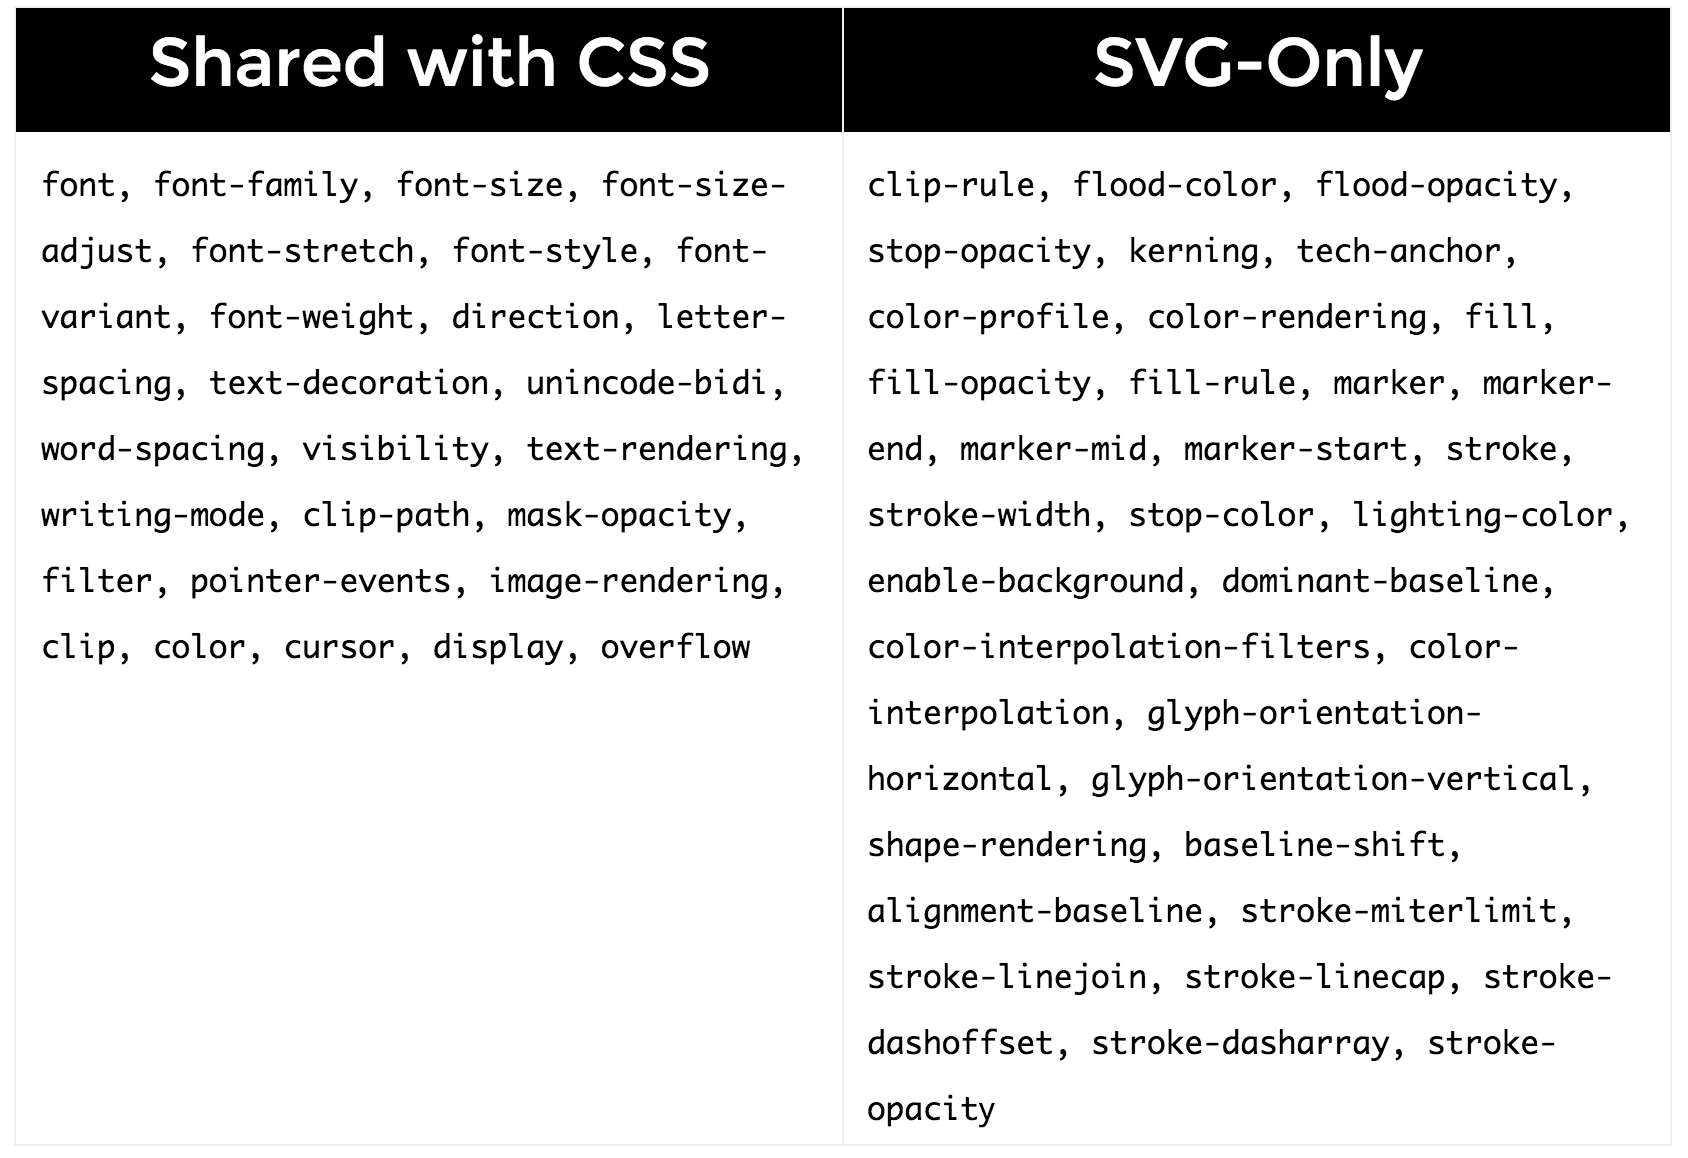 Shared with CSS
SVG-Only
font, font-family, font-size, font-size-
adjust, font-stretch, font-style, font-
variant, font-weight, direction, letter-
spacing, text-decoration, unincode-bidi,
word-spacing, visibility, text-rendering,
writing-mode, clip-path, mask-opacity,
filter, pointer-events, image-rendering,
clip, color, cursor, display, overflow
clip-rule, flood-color, flood-opacity,
stop-opacity, kerning, tech-anchor,
color-profile, color-rendering, fill,
fill-opacity, fill-rule, marker, marker-
end, marker-mid, marker-start, stroke,
stroke-width, stop-color, lighting-color,
enable-background, dominant-baseline,
color-interpolation-filters, color-
interpolation, glyph-orientation-
horizontal, glyph-orientation-vertical,
shape-rendering, baseline-shift,
alignment-baseline, stroke-miterlimit,
stroke-linejoin, stroke-linecap, stroke-
dashoffset, stroke-dasharray, stroke-
opacity